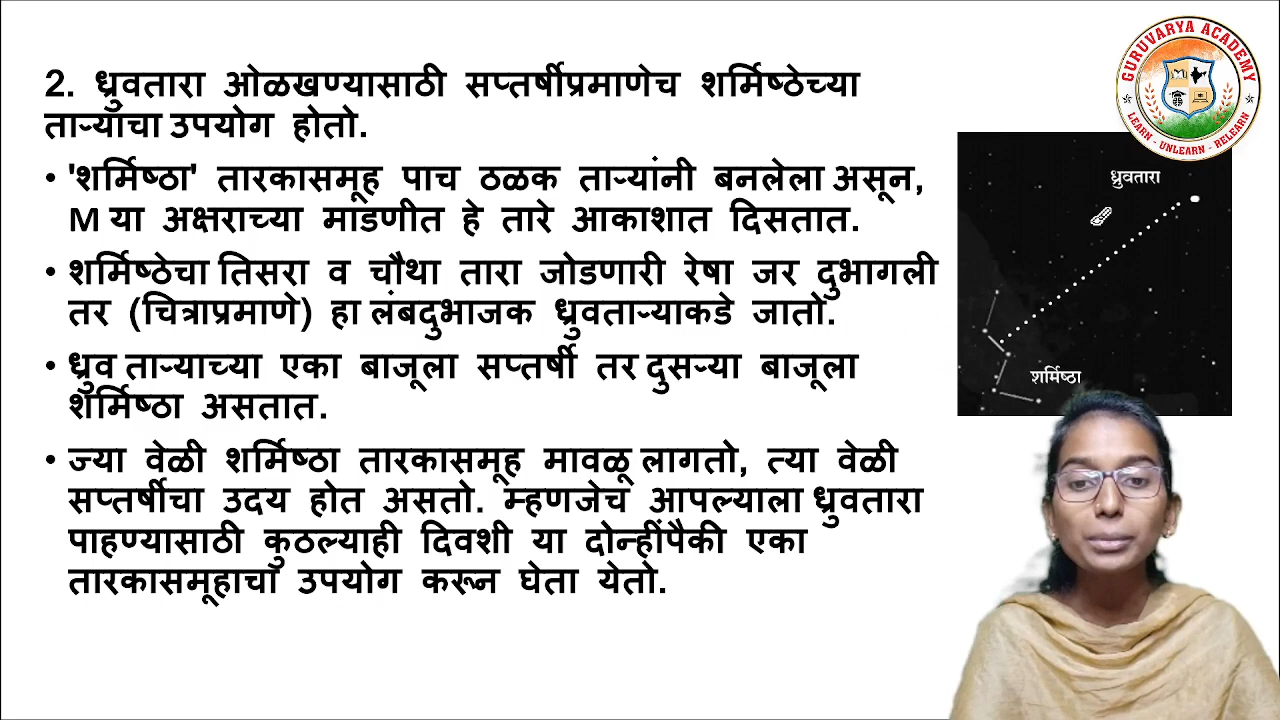 2. ध्रुवतारा ओळखण्यासाठी सप्तर्षीप्रमाणेच शर्मिष्ठेच्या
ताऱ्यांचा उपयोग होतो.
• 'शर्मिष्ठा' तारकासमूह पाच ठळक ताऱ्यांनी बनलेला असून,
M या अक्षराच्या मांडणीत हे तारे आकाशात दिसतात.
• शर्मिष्ठेचा तिसरा व चौथा तारा जोडणारी रेषा जर दुभागली
तर (चित्राप्रमाणे) हा लंबदुभाजक ध्रुवताऱ्याकडे जातो.
• ध्रुव ताऱ्याच्या एका बाजूला सप्तर्षी तर दुसऱ्या बाजूला
शर्मिष्ठा असतात.
• ज्या वेळी शर्मिष्ठा तारकासमूह मावळू लागतो, त्या वेळी
सप्तर्षीचा उदय होत असतो. म्हणजेच आपल्याला ध्रुवतारा
पाहण्यासाठी कुठल्याही दिवशी या दोन्हींपैकी एका
तारकासमूहाचा उपयोग करून घेता येतो.
GURUVARYA ACADEMY
LEARN - UNLEARN - RELEARN
ध्रुवतारा
शर्मिष्ठा